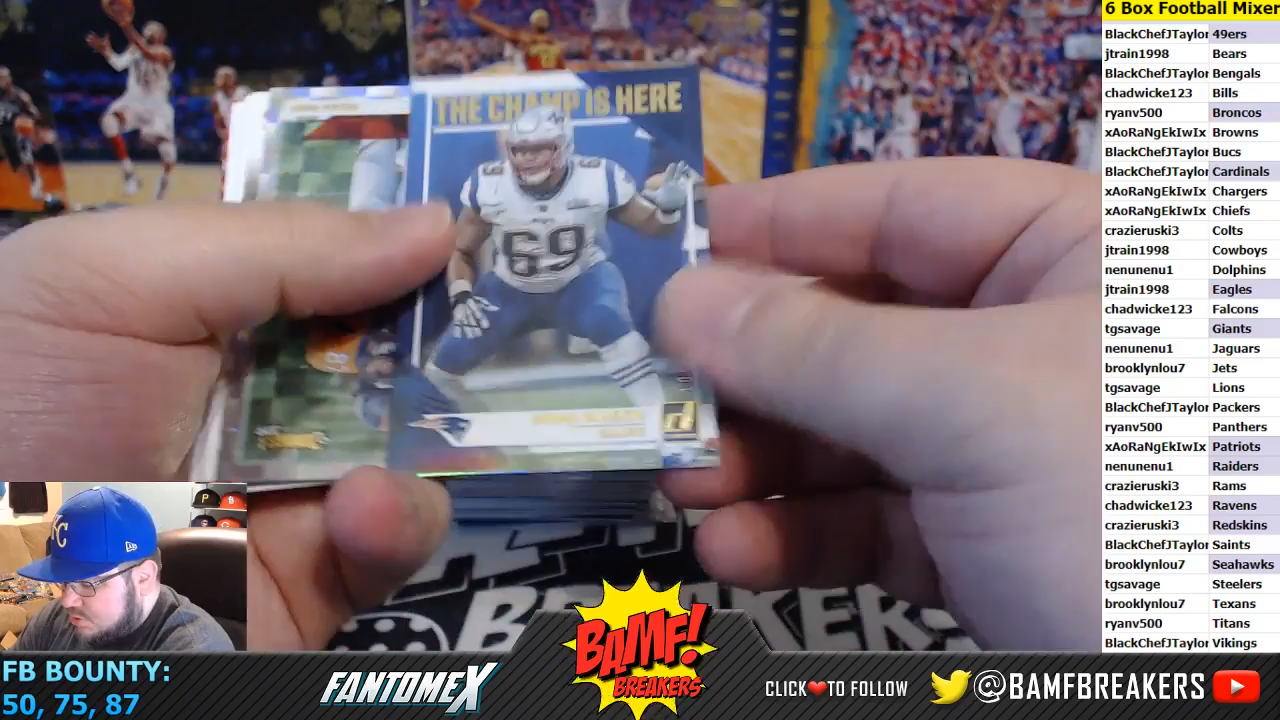 THE CHAMP IS HERE
69
69
6 Box Football Mixer
BlackChefJTaylor 49ers
jtrain1998 Bears
BlackChefJTaylor Bengals
chadwicke123 Bills
ryanv500 Broncos
xAoRaNgEkIwIx Browns
BlackChefJTaylor Bucs
BlackChefJTaylor Cardinals
xAoRaNgEkIwIx Chargers
xAoRaNgEkIwIx Chiefs
crazieruski3 Colts
jtrain1998 Cowboys
nenunenu1 Dolphins
jtrain1998 Eagles
chadwicke123 Falcons
tgsavage Giants
nenunenu1 Jaguars
brooklynlou7 Jets
tgsavage Lions
BlackChefJTaylor Packers
ryanv500 Panthers
xAoRaNgEkIwIx Patriots
nenunenu1 Raiders
crazieruski3 Rams
chadwicke123 Ravens
crazieruski3 Redskins
BlackChefJTaylor Saints
brooklynlou7 Seahawks
tgsavage Steelers
brooklynlou7 Texans
ryanv500 Titans
BlackChefJTaylor Vikings
KC
P
BREAKERS
FB BOUNTY:
50, 75, 87
FANTOMEX
BAMF!
BREAKERS
CLICK TO FOLLOW
@BAMFBREAKERS